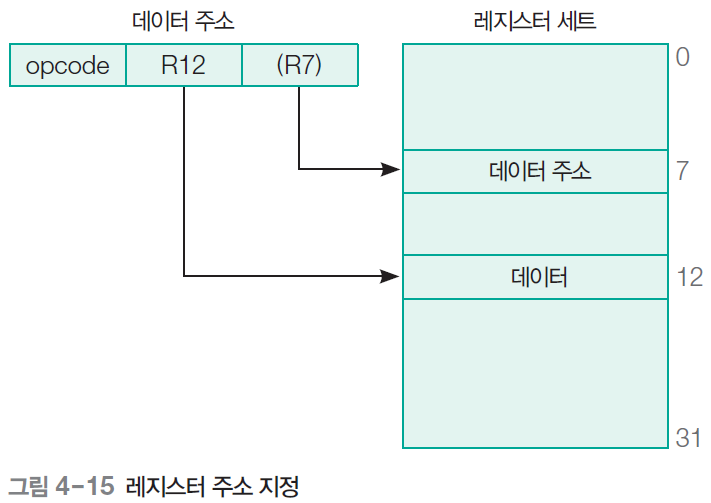 데이터 주소
레지스터 세트
opcode R12 (R7)
0
데이터 주소 7
데이터 12
31
그림 4-15 레지스터 주소 지정